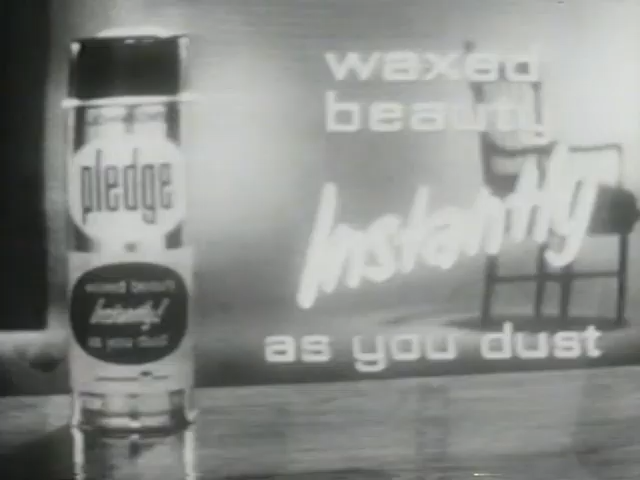 waxed
beauty
Instantly
as you dust
pledge
waxed beauty
Instantly!
as you dust